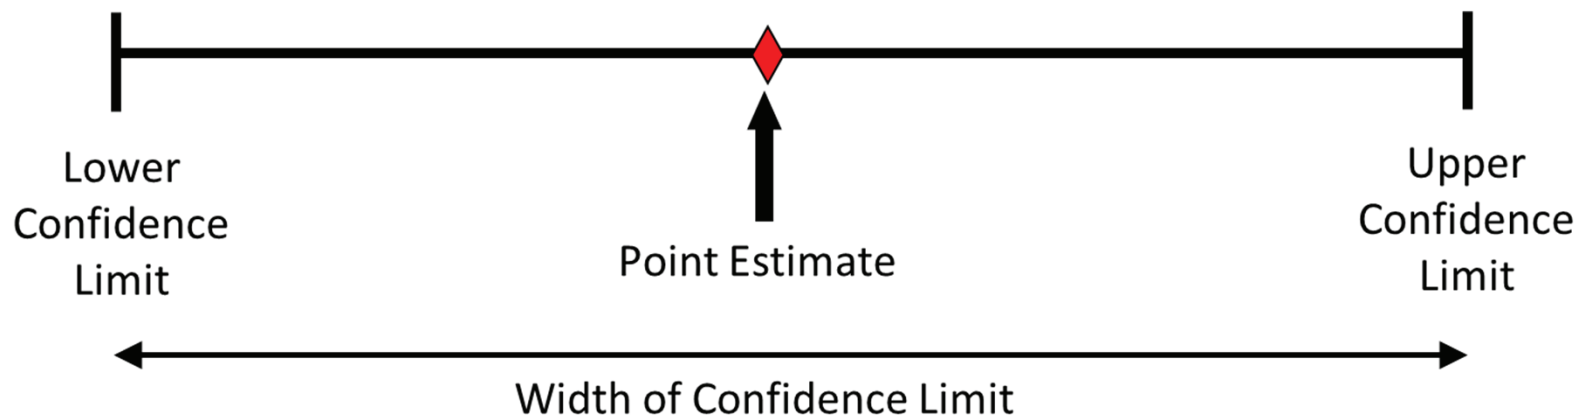 Lower
Confidence
Limit
Point Estimate
Upper
Confidence
Limit
Width of Confidence Limit